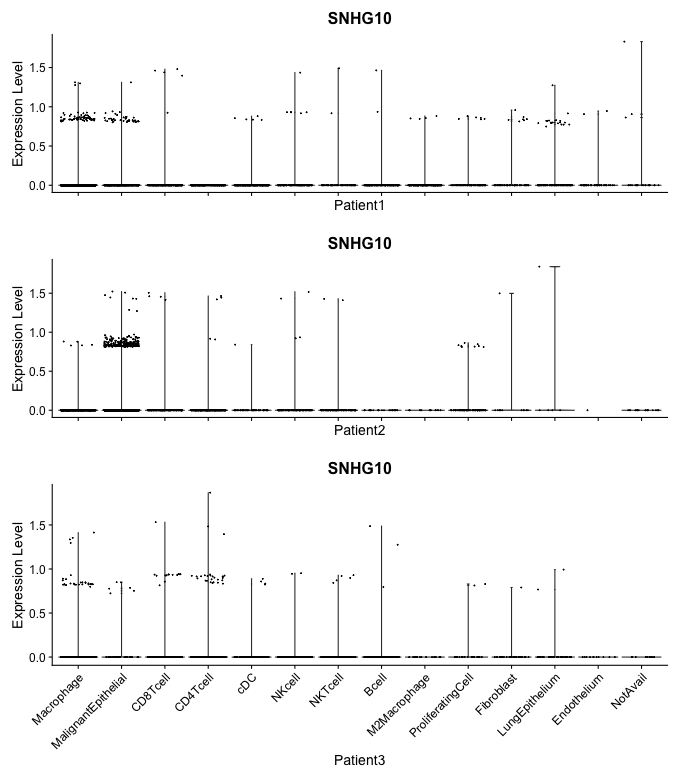 SNHG10
Expression Level
1.5
1.0
0.5
0.0
Patient1
SNHG10
Expression Level
1.5
1.0
0.5
0.0
Patient2
SNHG10
Expression Level
1.5
1.0
0.5
0.0
Macrophage
MalignantEpithelial
CD8Tcell
CD4Tcell
cDC
NKcell
NKTcell
Bcell
M2Macrophage
ProliferatingCell
Fibroblast
LungEpithelium
Endothelium
NotAvail
Patient3